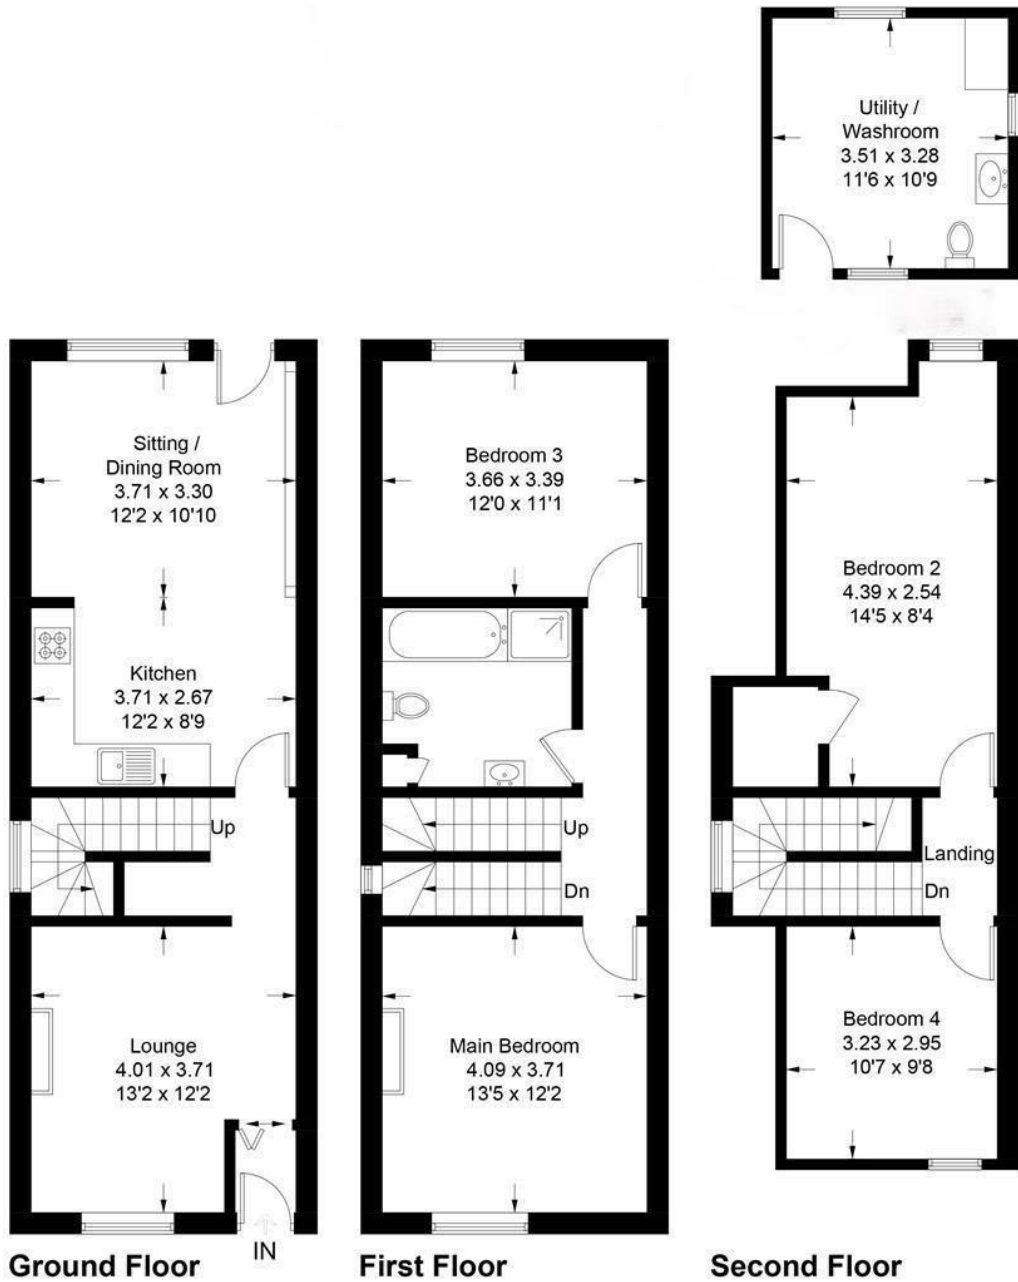 Utility /
Washroom
3.51 x 3.28
11'6 x 10'9
Sitting /
Dining Room
3.71 x 3.30
12'2 x 10'10
Kitchen
3.71 x 2.67
12'2 x 8'9
Up
Lounge
4.01 x 3.71
13'2 x 12'2
IN
Ground Floor
Bedroom 3
3.66 x 3.39
12'0 x 11'1
Up
Dn
Main Bedroom
4.09 x 3.71
13'5 x 12'2
First Floor
Bedroom 2
4.39 x 2.54
14'5 x 8'4
Landing
Dn
Bedroom 4
3.23 x 2.95
10'7 x 9'8
Second Floor